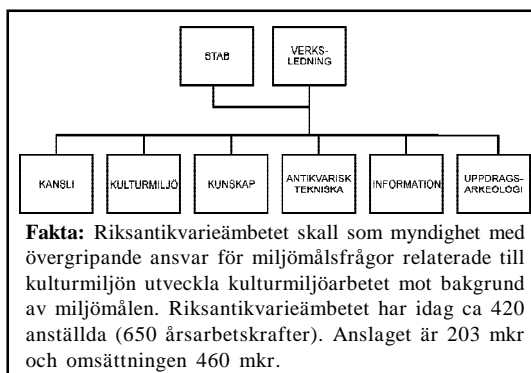 STAB
VERKS-
LEDNING
KANSLI
KULTURMILJÖ
KUNSKAP
ANTIKVARISK
TEKNISKA
INFORMATION
UPPDRAGS-
ARKEOLOGI
Fakta: Riksantikvarieämbetet skall som myndighet med
övergripande ansvar för miljömålsfrågor relaterade till
kulturmiljön utveckla kulturmiljöarbetet mot bakgrund
av miljömålen. Riksantikvarieämbetet har idag ca 420
anställda (650 årsarbetskrafter). Anslaget är 203 mkr
och omsättningen 460 mkr.